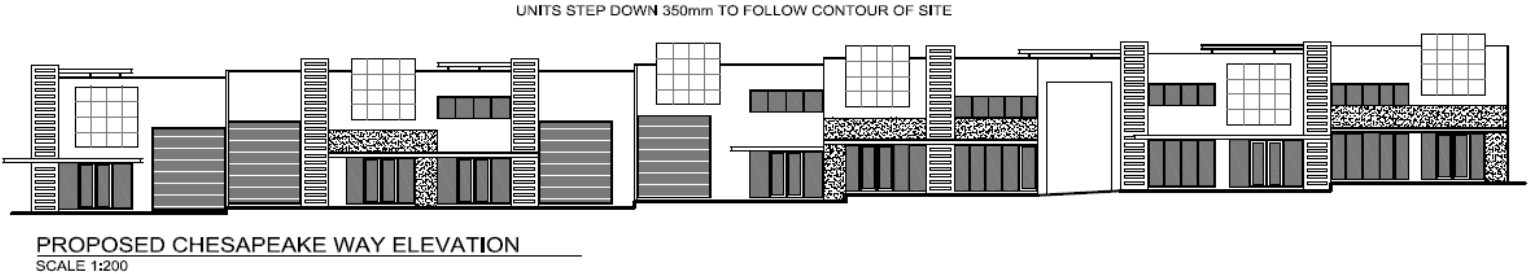 UNITS STEP DOWN 350mm TO FOLLOW CONTOUR OF SITE
PROPOSED CHESAPEAKE WAY ELEVATION
SCALE 1:200